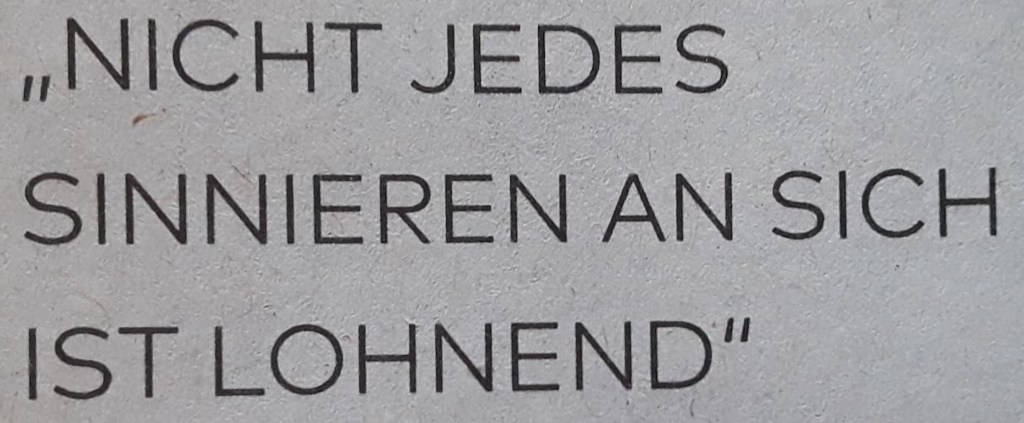 „NICHT JEDES
SINNIEREN AN SICH
IST LOHNEND“